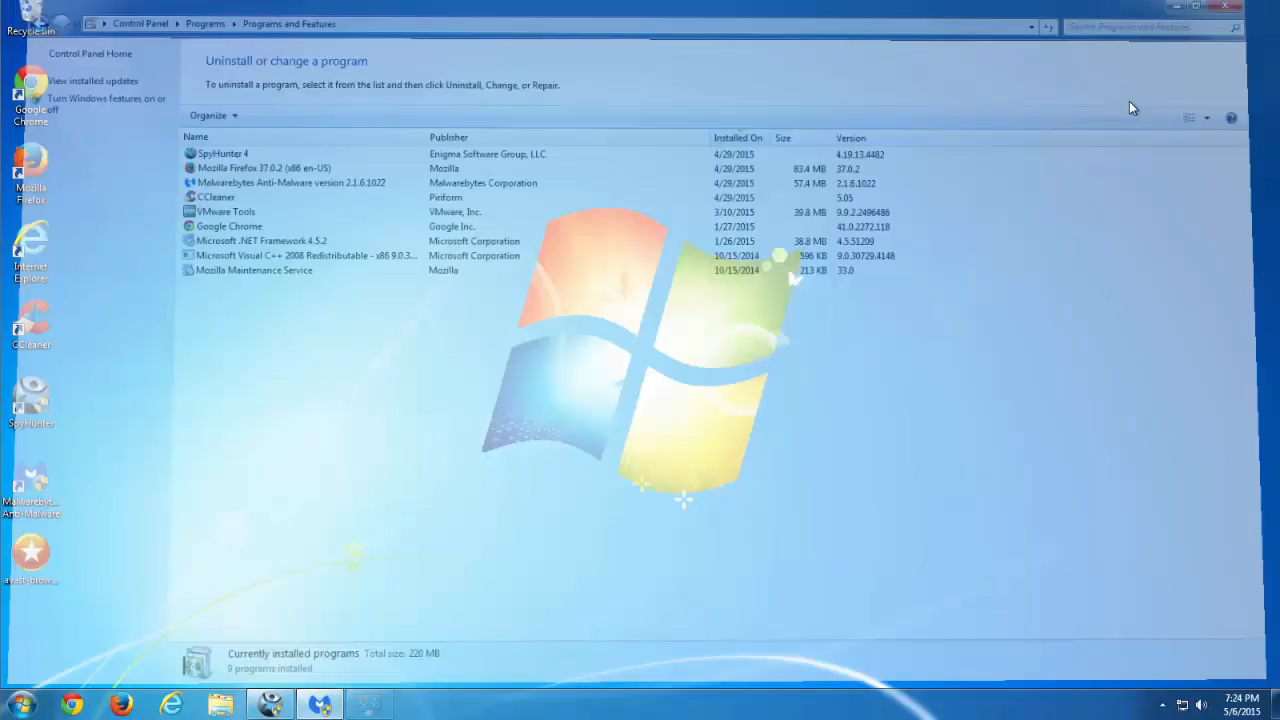 Control Panel Programs Programs and Features
Search Programs and Features
Recycle Bin
Control Panel Home
View installed updates
Turn Windows features on or
off
Uninstall or change a program
To uninstall a program, select it from the list and then click Uninstall, Change, or Repair.
Organize
Name Publisher Installed On Size Version
SpyHunter 4 Enigma Software Group, LLC 4/29/2015 4.19.13.4482
Mozilla Firefox 37.0.2 (x86 en-US) Mozilla 4/29/2015 83.4 MB 37.0.2
Malwarebytes Anti-Malware version 2.1.6.1022 Malwarebytes Corporation 4/29/2015 57.4 MB 2.1.6.1022
CCleaner Piriform 4/29/2015 5.05
VMware Tools VMware, Inc. 3/10/2015 39.8 MB 9.9.2.2496486
Google Chrome Google Inc. 1/27/2015 41.0.2272.118
Microsoft .NET Framework 4.5.2 Microsoft Corporation 1/26/2015 38.8 MB 4.5.51209
Microsoft Visual C++ 2008 Redistributable - x86 9.0.3... Microsoft Corporation 10/15/2014 596 KB 9.0.30729.4148
Mozilla Maintenance Service Mozilla 10/15/2014 213 KB 33.0
Google
Chrome
Mozilla
Firefox
Internet
Explorer
CCleaner
SpyHunter
Malwarebyt...
Anti-Malware
avast-brow...
Currently installed programs Total size: 220 MB
9 programs installed
7:24 PM
5/6/2015